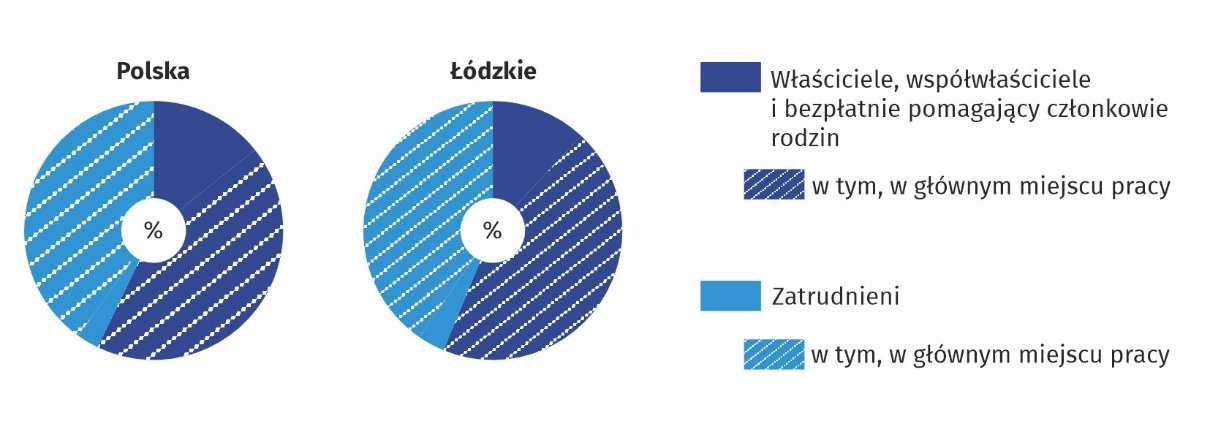 Polska
%
Łódzkie
%
Właściciele, współwłaściciele
i bezpłatnie pomagający członkowie
rodzin
w tym, w głównym miejscu pracy
Zatrudnieni
w tym, w głównym miejscu pracy